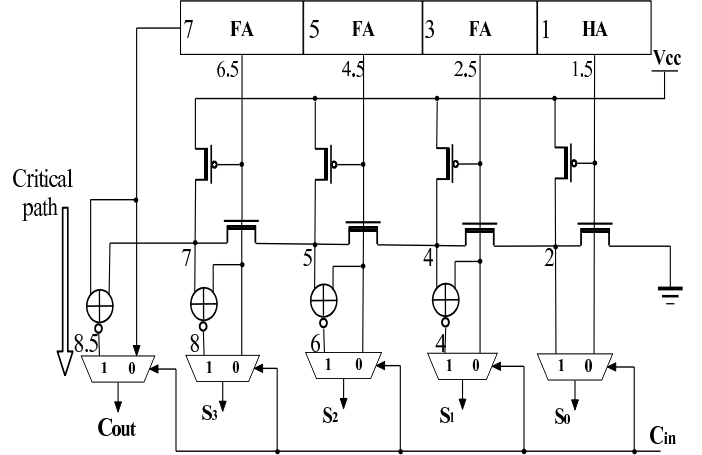 7 FA 5 FA 3 FA 1 HA
6.5 4.5 2.5 1.5
Vcc
Critical
path
7 5 4 2
8.5 8 6 4
1 0 1 0 1 0 1 0 1 0
Cout S3 S2 S1 S0
Cin